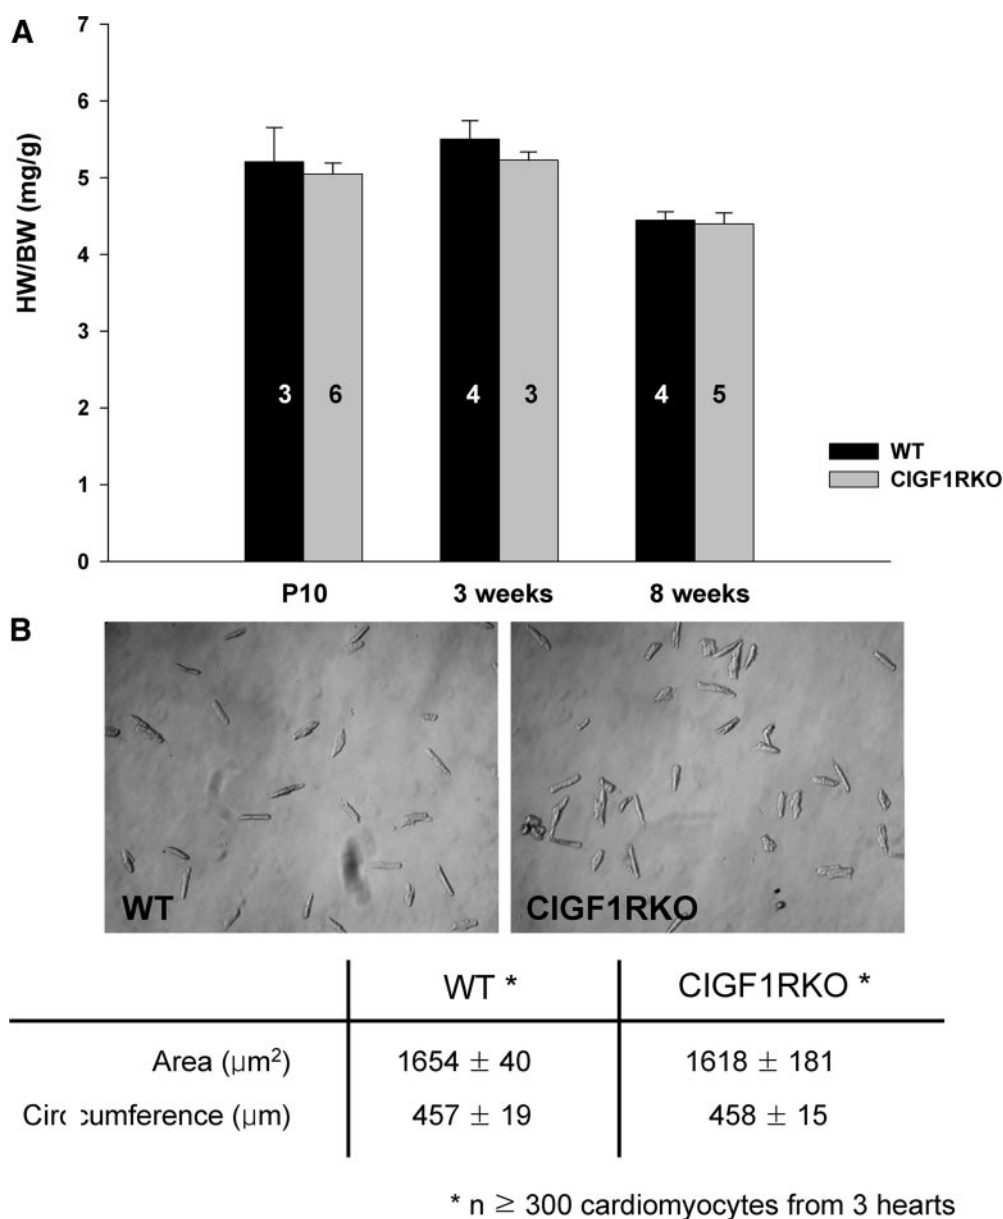 A
7
6
5
4
3
2
1
0
HW/BW (mg/g)
3 6 4 3 4 5
WT
CIGF1RKO
P10 3 weeks 8 weeks
B
WT CIGF1RKO
WT * CIGF1RKO *
Area (μm²) 1654 ± 40 1618 ± 181
Circumference (μm) 457 ± 19 458 ± 15
* n ≥ 300 cardiomyocytes from 3 hearts